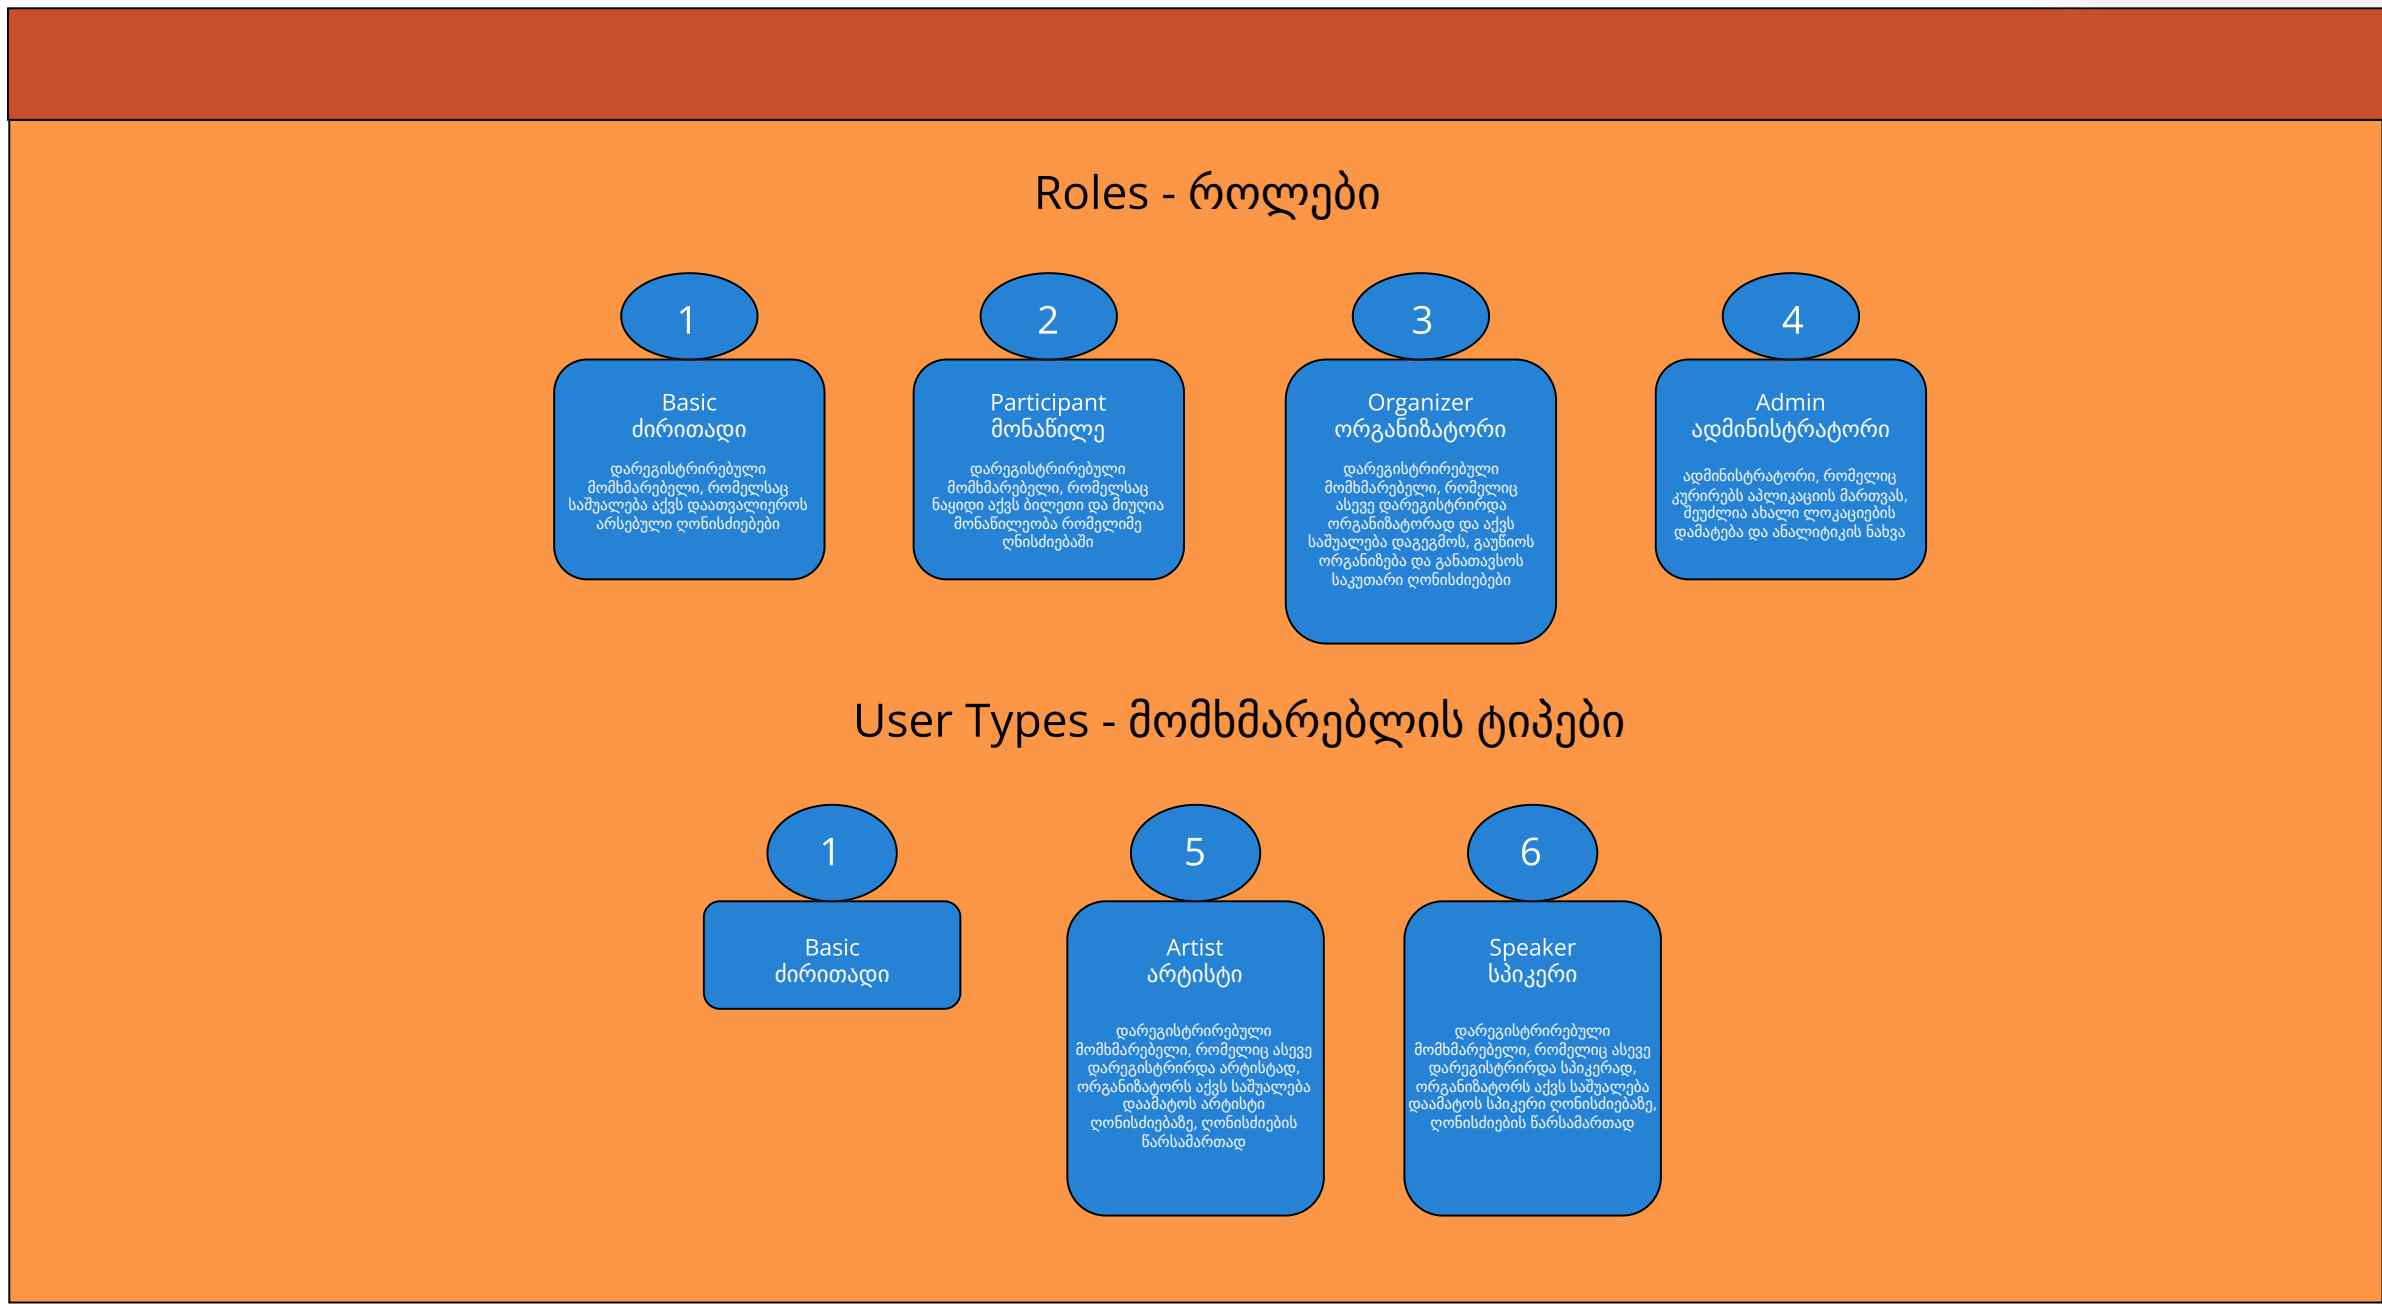 Roles - როლები
1
Basic
ძირითადი
დარეგისტრირებული
მომხმარებელი, რომელსაც
საშუალება აქვს დაათვალიეროს
არსებული ღონისძიებები
2
Participant
მონაწილე
დარეგისტრირებული
მომხმარებელი, რომელსაც
ნაყიდი აქვს ბილეთი და მიუღია
მონაწილეობა რომელიმე
ღნისძიებაში
3
Organizer
ორგანიზატორი
დარეგისტრირებული
მომხმარებელი, რომელიც
ასევე დარეგისტრირდა
ორგანიზატორად და აქვს
საშუალება დაგეგმოს, გაუწიოს
ორგანიზება და განათავსოს
საკუთარი ღონისძიებები
4
Admin
ადმინისტრატორი
ადმინისტრატორი, რომელიც
კურირებს აპლიკაციის მართვას,
შეუძლია ახალი ლოკაციების
დამატება და ანალიტიკის ნახვა
User Types - მომხმარებლის ტიპები
1
Basic
ძირითადი
5
Artist
არტისტი
დარეგისტრირებული
მომხმარებელი, რომელიც ასევე
დარეგისტრირდა არტისტად,
ორგანიზატორს აქვს საშუალება
დაამატოს არტისტი
ღონისძიებაზე, ღონისძიების
წარსამართად
6
Speaker
სპიკერი
დარეგისტრირებული
მომხმარებელი, რომელიც ასევე
დარეგისტრირდა სპიკერად,
ორგანიზატორს აქვს საშუალება
დაამატოს სპიკერი ღონისძიებაზე,
ღონისძიების წარსამართად